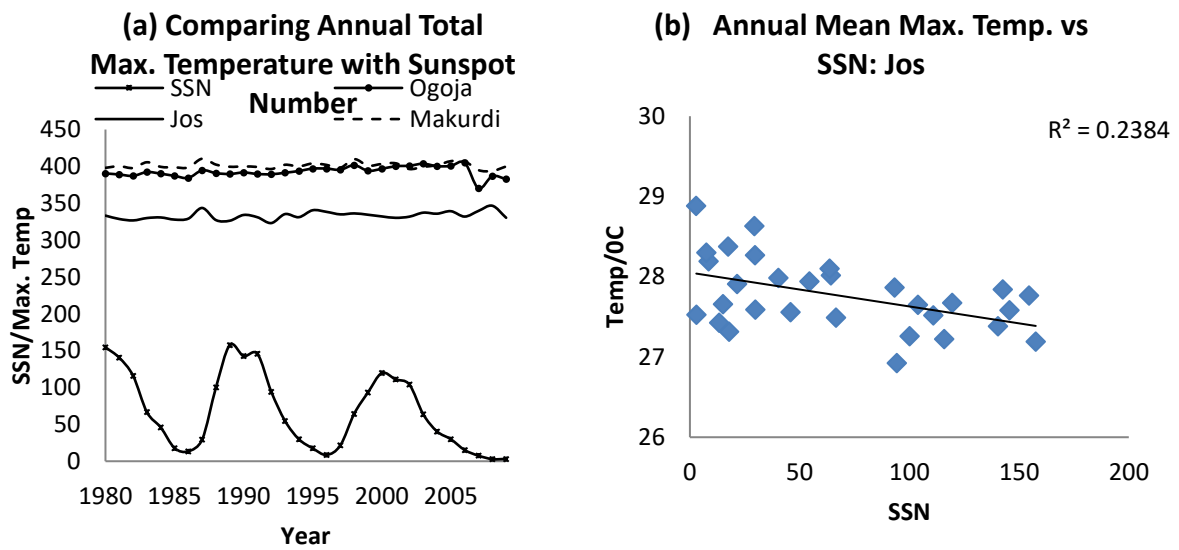 (a) Comparing Annual Total
Max. Temperature with Sunspot
Number
SSN
Ogoja
Jos
Makurdi
SSN/Max. Temp
450
400
350
300
250
200
150
100
50
0
1980 1985 1990 1995 2000 2005
Year
(b) Annual Mean Max. Temp. vs
SSN: Jos
R² = 0.2384
Temp/0C
30
29
28
27
26
0 50 100 150 200
SSN